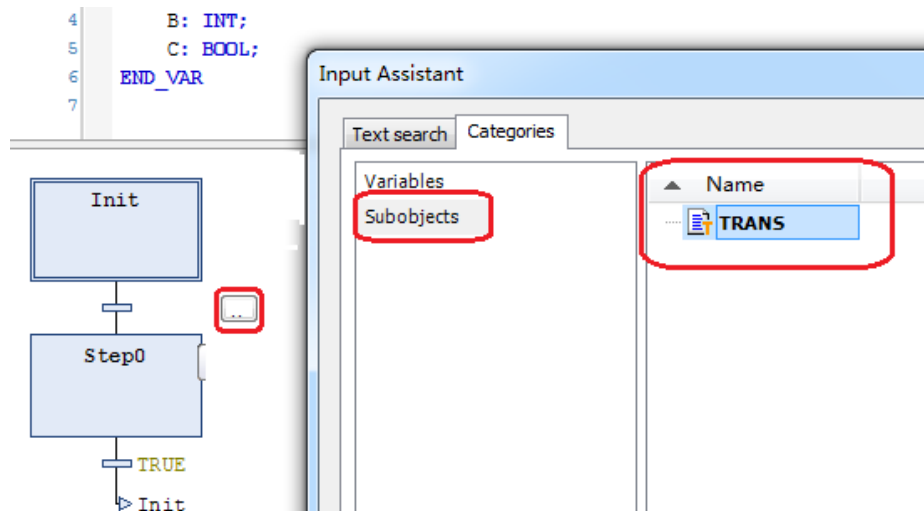 4 B: INT;
5 C: BOOL;
6 END_VAR
7
Input Assistant
Text search Categories
Variables
Subobjects
Name
TRANS
Init
..
Step0
TRUE
Init